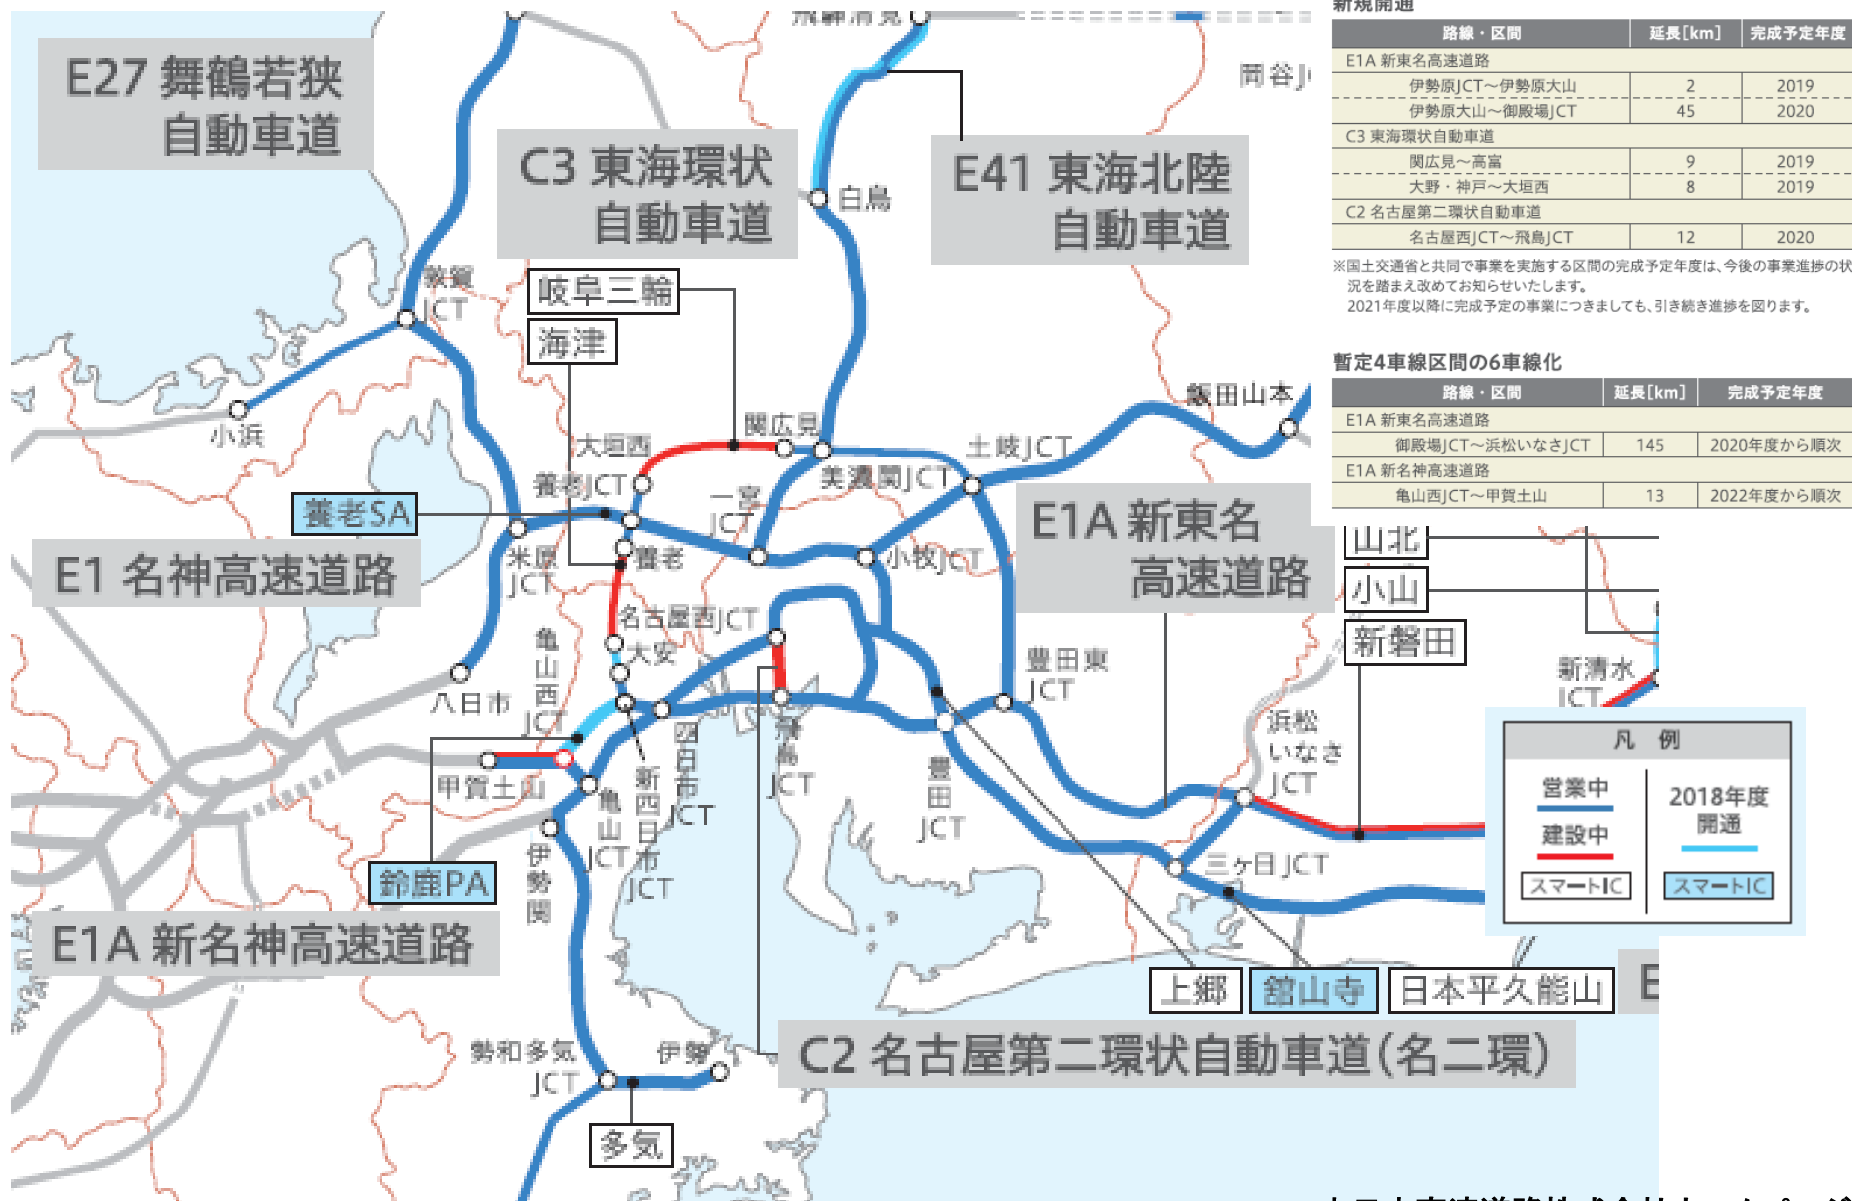 飛驒清見
岡谷J
E27 舞鶴若狭
自動車道
C3 東海環状
自動車道
E41 東海北陸
自動車道
白鳥
敦賀
JCT
岐阜三輪
海津
小浜
飯田山本
大垣西
関広見
土岐JCT
養老JCT
一宮
JCT
美濃関JCT
養老SA
E1A 新東名
高速道路
E1 名神高速道路
米原
JCT
養老
小牧JCT
名古屋西JCT
亀山西
JCT
大安
八日市
豊田東
JCT
四日市
JCT
飛島
JCT
新四日市
JCT
甲賀土山
亀山
JCT
伊勢関
豊田
JCT
浜松
いなさ
JCT
三ヶ日JCT
鈴鹿PA
E1A 新名神高速道路
上郷
舘山寺
日本平久能山
E
C2 名古屋第二環状自動車道(名二環)
勢和多気
JCT
伊勢
多気
新規開通
路線・区間 延長[km] 完成予定年度
E1A 新東名高速道路
伊勢原JCT〜伊勢原大山 2 2019
伊勢原大山〜御殿場JCT 45 2020
C3 東海環状自動車道
関広見〜高富 9 2019
大野・神戸〜大垣西 8 2019
C2 名古屋第二環状自動車道
名古屋西JCT〜飛島JCT 12 2020
※国土交通省と共同で事業を実施する区間の完成予定年度は、今後の事業進捗の状
況を踏まえ改めてお知らせいたします。
2021年度以降に完成予定の事業につきましても、引き続き進捗を図ります。
暫定4車線区間の6車線化
路線・区間 延長[km] 完成予定年度
E1A 新東名高速道路
御殿場JCT〜浜松いなさJCT 145 2020年度から順次
E1A 新名神高速道路
亀山西JCT〜甲賀土山 13 2022年度から順次
山北
小山
新磐田
新清水
JCT
凡 例
営業中
建設中
スマートIC
2018年度
開通
スマートIC